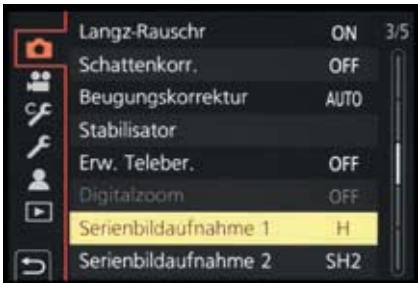 Langz-Rauschr ON 3/5
Schattenkorr. OFF
Beugungskorrektur AUTO
Stabilisator
Erw. Teleber. OFF
Digitalzoom OFF
Serienbildaufnahme 1 H
Serienbildaufnahme 2 SH2